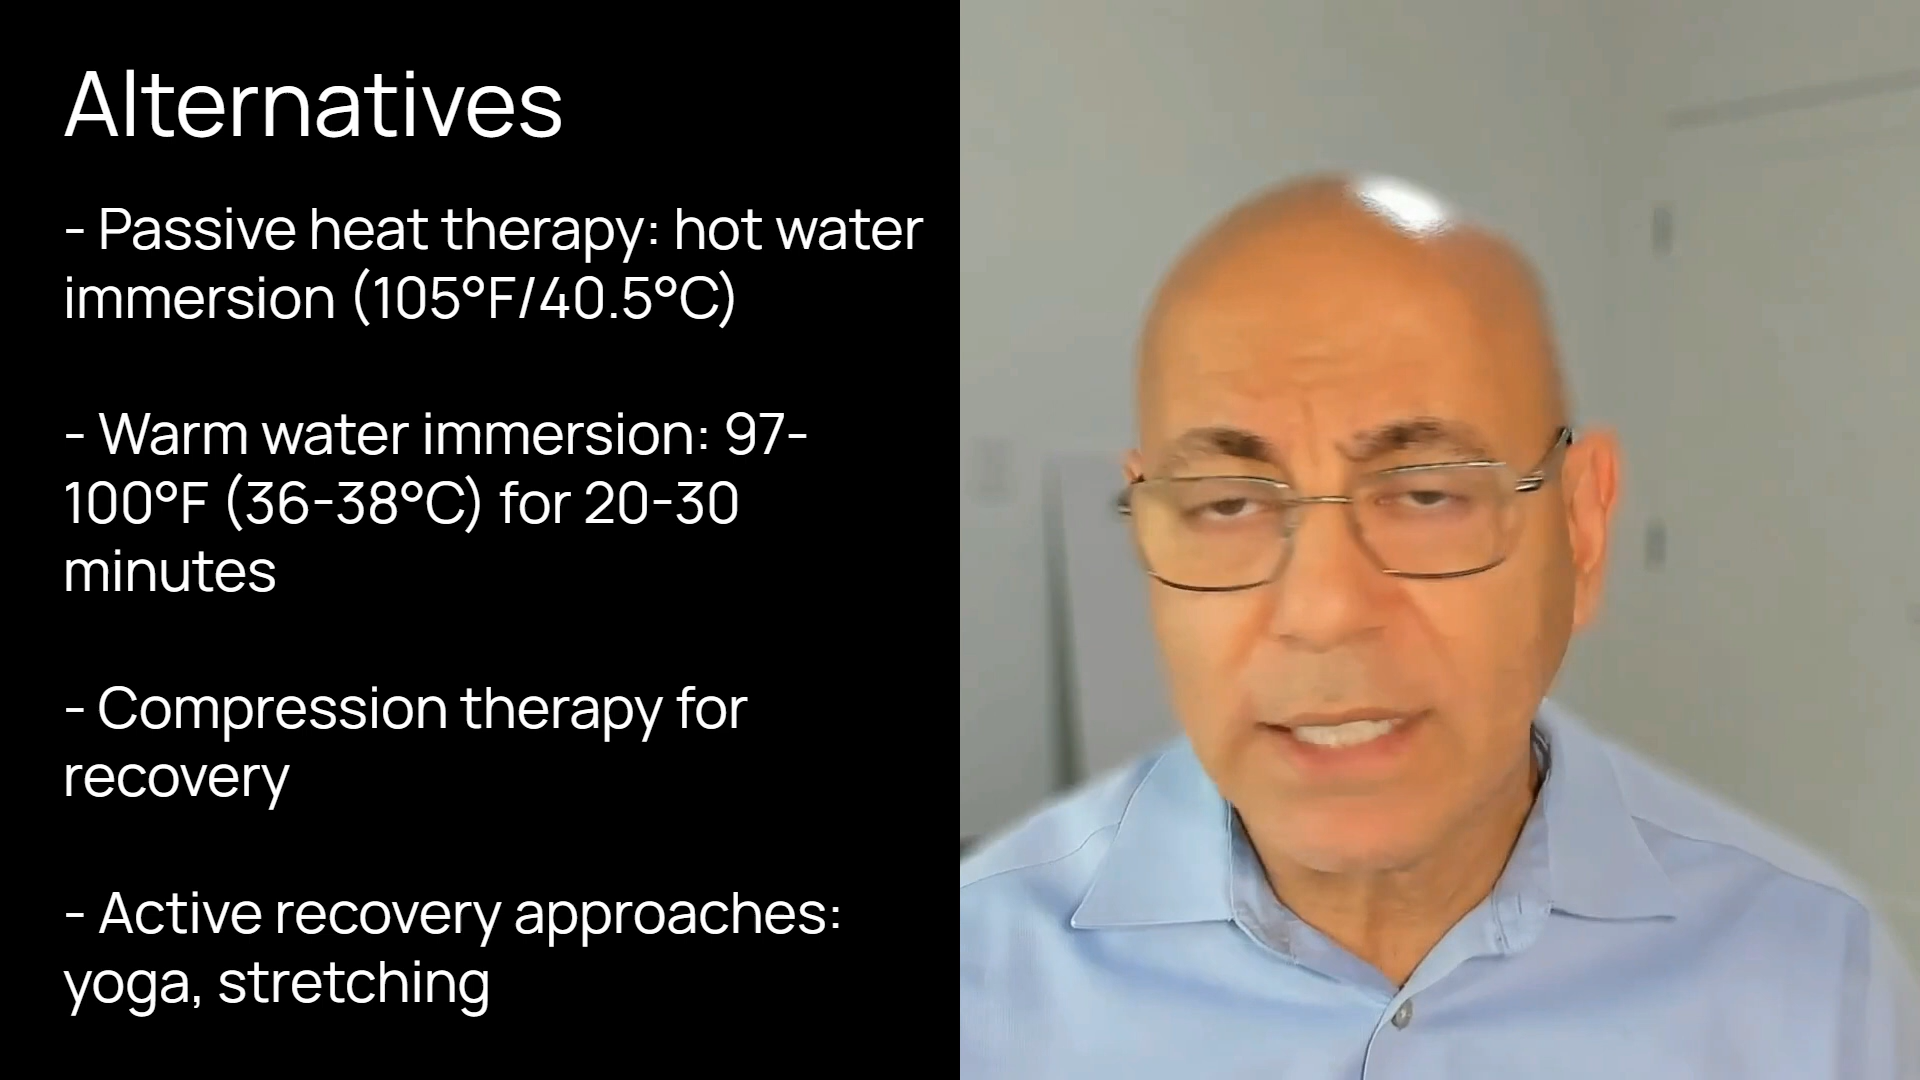 Alternatives
- Passive heat therapy: hot water
immersion (105°F/40.5°C)
- Warm water immersion: 97-
100°F (36-38°C) for 20-30
minutes
- Compression therapy for
recovery
- Active recovery approaches:
yoga, stretching